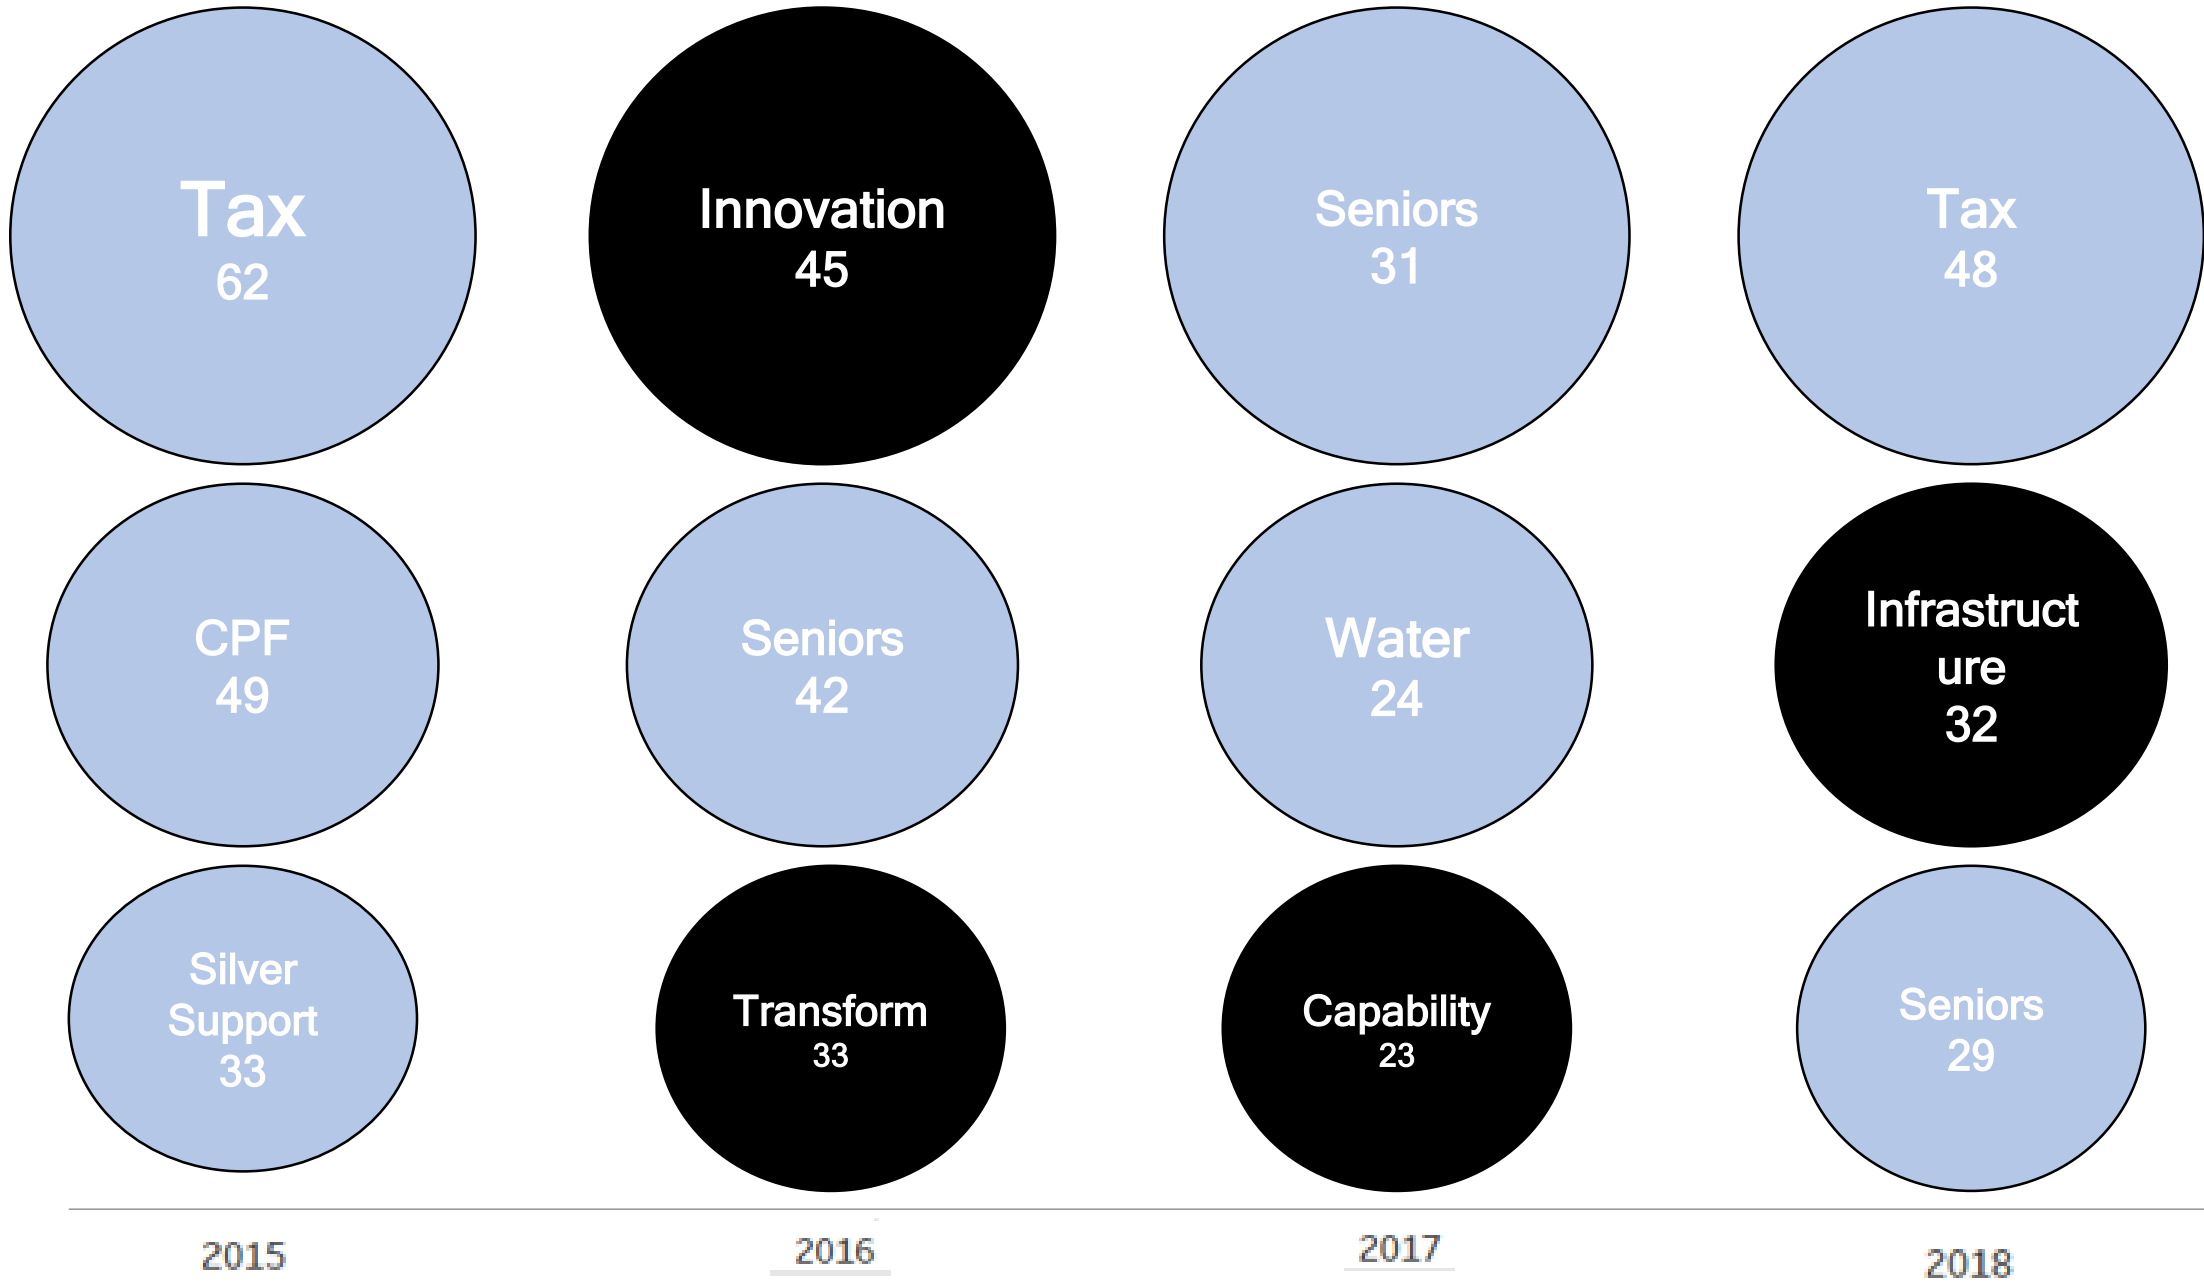 Tax
62
Innovation
45
Seniors
31
Tax
48
CPF
49
Seniors
42
Water
24
Infrastruct
ure
32
Silver
Support
33
Transform
33
Capability
23
Seniors
29
2015
2016
2017
2018